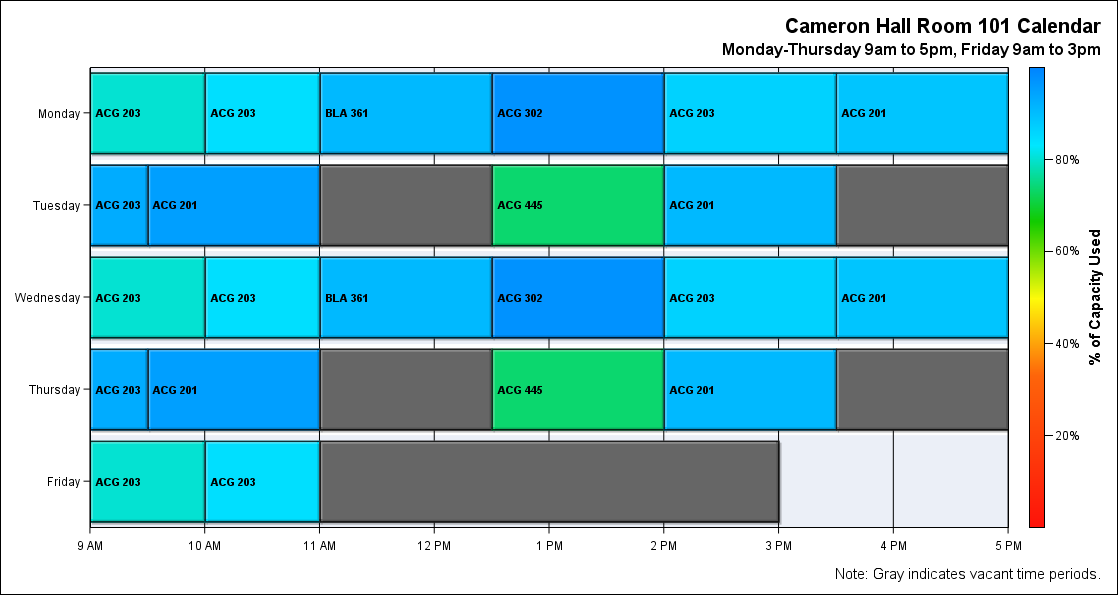 Cameron Hall Room 101 Calendar
Monday-Thursday 9am to 5pm, Friday 9am to 3pm
Monday
ACG 203
ACG 203
BLA 361
ACG 302
ACG 203
ACG 201
Tuesday
ACG 203
ACG 201
ACG 445
ACG 201
Wednesday
ACG 203
ACG 203
BLA 361
ACG 302
ACG 203
ACG 201
Thursday
ACG 203
ACG 201
ACG 445
ACG 201
Friday
ACG 203
ACG 203
9 AM
10 AM
11 AM
12 PM
1 PM
2 PM
3 PM
4 PM
5 PM
80%
60%
40%
20%
% of Capacity Used
Note: Gray indicates vacant time periods.